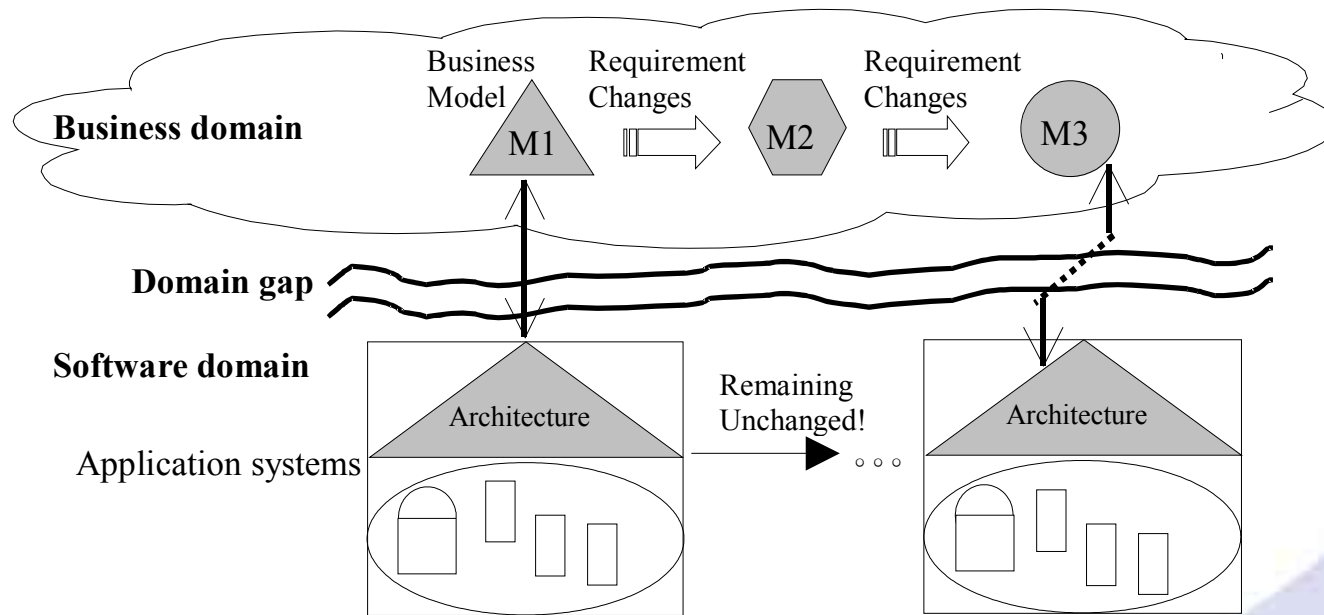 Business
Model
Requirement
Changes
Requirement
Changes
Business domain
M1
M2
M3
Domain gap
Software domain
Architecture
Remaining
Unchanged!
Architecture
Application systems